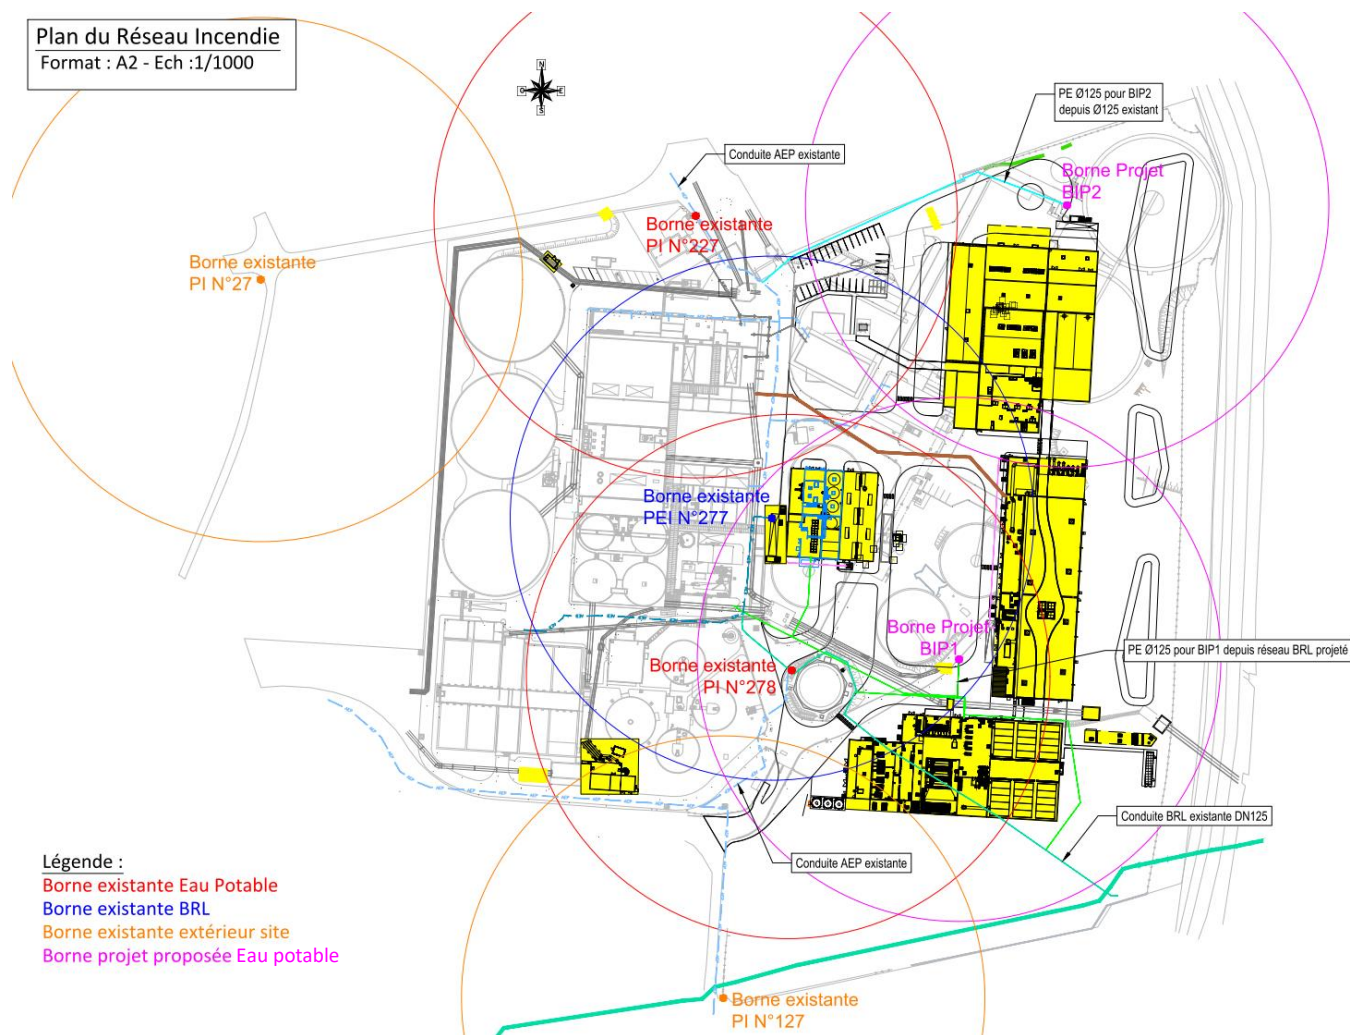 Plan du Réseau Incendie
Format : A2 - Ech :1/1000
N
O
E
S
PE Ø125 pour BIP2
depuis Ø125 existant
Conduite AEP existante
Borne Projet
BIP2
Borne existante
PI N°227
Borne existante
PI N°27
Borne existante
PEI N°277
Borne Projet
BIP1
PE Ø125 pour BIP1 depuis réseau BRL projeté
Borne existante
PI N°278
Conduite BRL existante DN125
Conduite AEP existante
Légende :
Borne existante Eau Potable
Borne existante BRL
Borne existante extérieur site
Borne projet proposée Eau potable
Borne existante
PI N°127